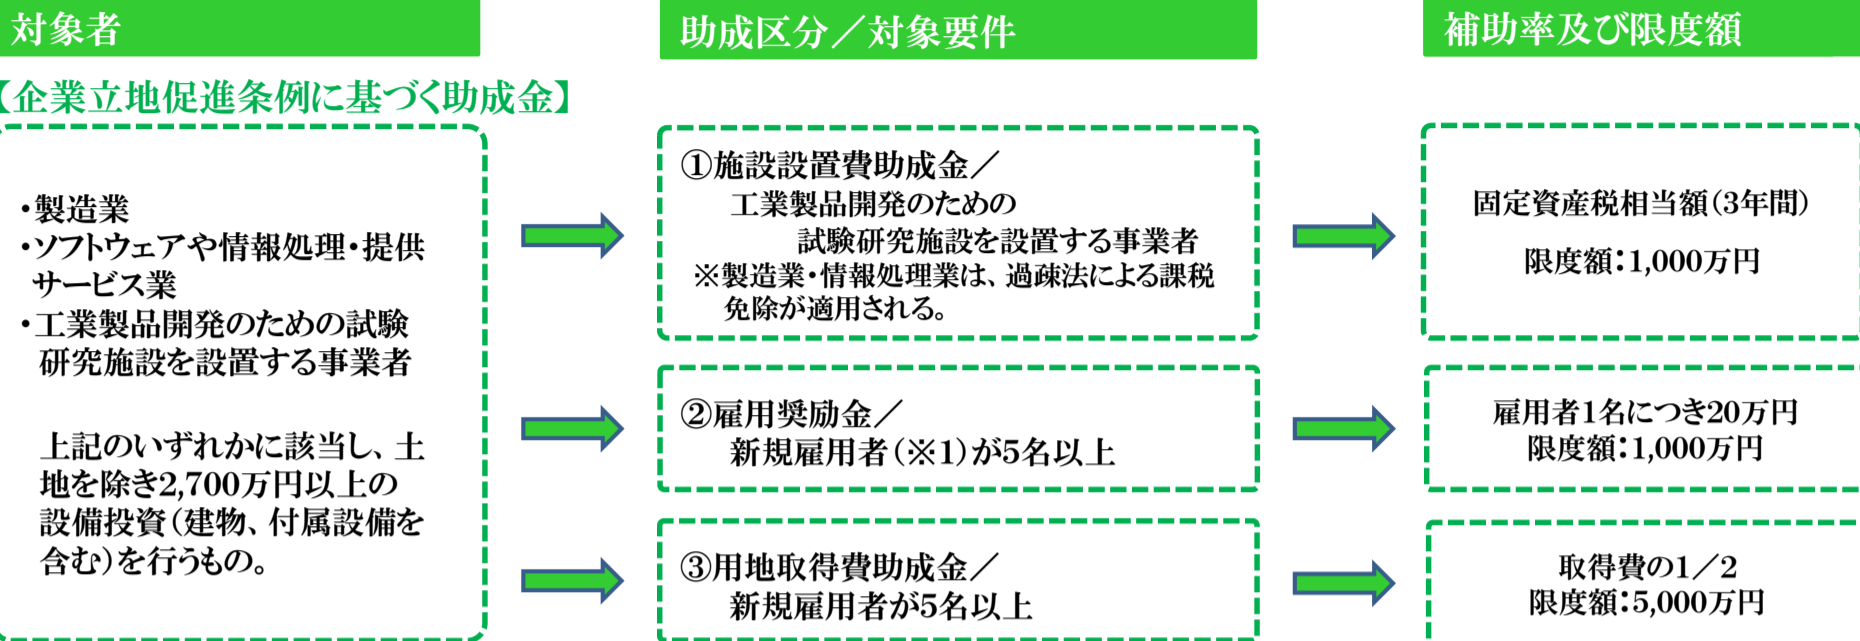 対象者
助成区分／対象要件
補助率及び限度額
【企業立地促進条例に基づく助成金】
・製造業
・ソフトウェアや情報処理・提供
サービス業
・工業製品開発のための試験
研究施設を設置する事業者
上記のいずれかに該当し、土
地を除き2,700万円以上の
設備投資（建物、付属設備を
含む）を行うもの。
①施設設置費助成金／
工業製品開発のための
試験研究施設を設置する事業者
※製造業・情報処理業は、過疎法による課税
免除が適用される。
固定資産税相当額（3年間）
限度額：1,000万円
②雇用奨励金／
新規雇用者（※1）が5名以上
雇用者1名につき20万円
限度額：1,000万円
③用地取得費助成金／
新規雇用者が5名以上
取得費の1／2
限度額：5,000万円